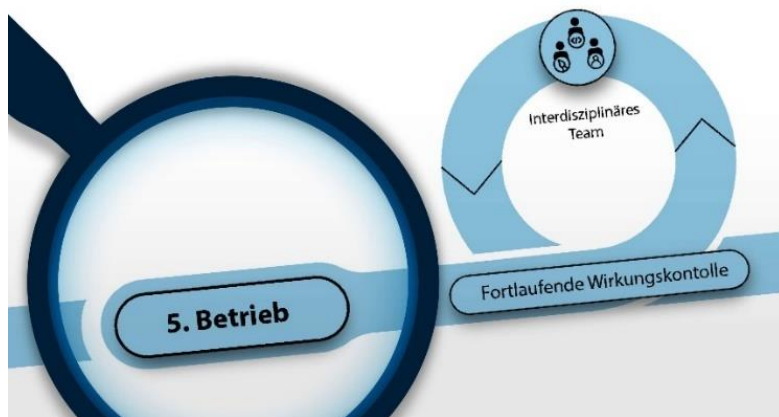 Interdisziplinäres
Team
Fortlaufende Wirkungskontolle
5. Betrieb